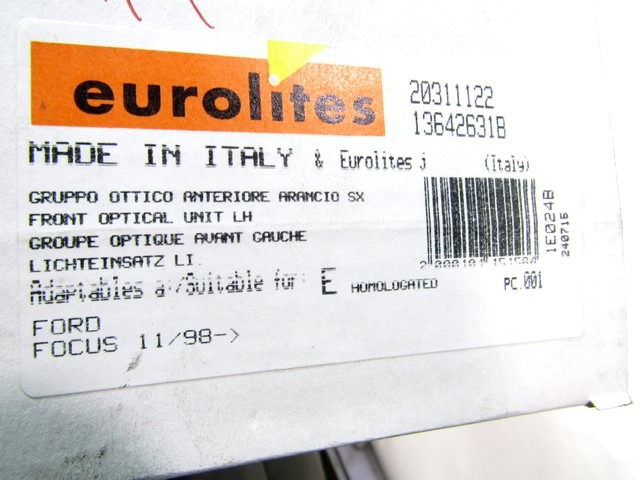 eurolites
20311122
13642631B
MADE IN ITALY & Eurolites (Italy)
GRUPPO OTTICO ANTERIORE ARANCIO SX
FRONT OPTICAL UNIT LH
GROUPE OPTIQUE AVANT GAUCHE
LICHTEINSATZ LI.
Adaptables a:/Suitable for: E HOMOLOGATED
PC.001
1E024B
240716
FORD
FOCUS 11/98->